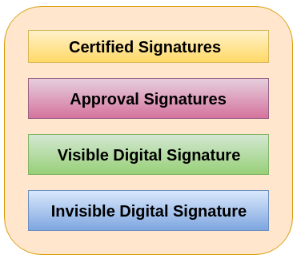 Certified Signatures
Approval Signatures
Visible Digital Signature
Invisible Digital Signature